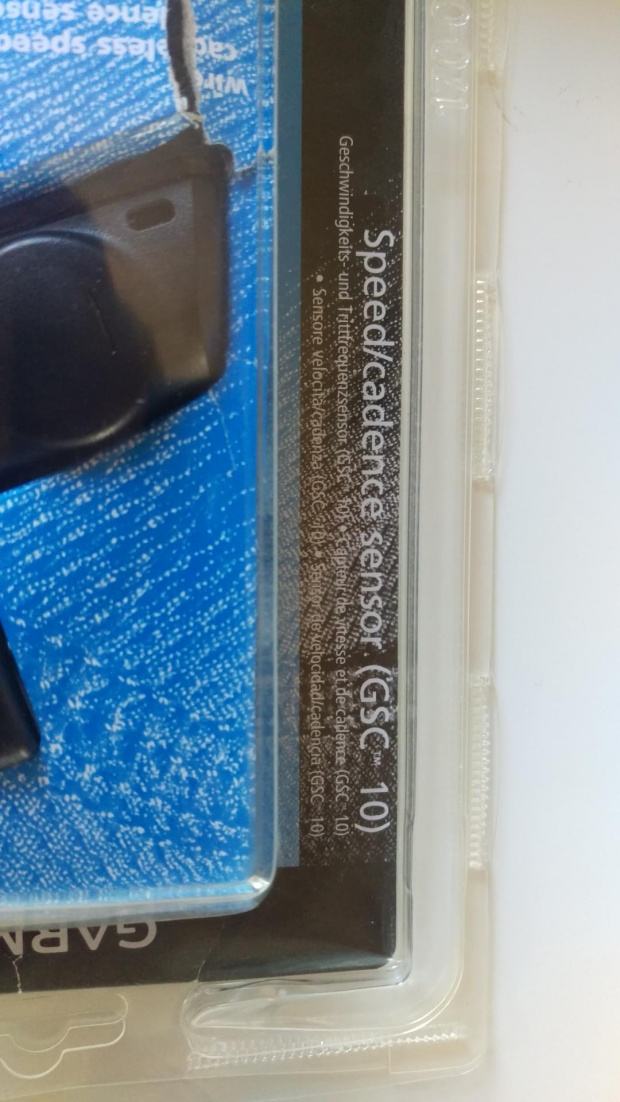 Speed/cadence sensor (GSC™ 10)
Geschwindigkeits- und Trittfrequenzsensor (GSC™ 10) • Capteur de vitesse et de cadence (GSC™ 10)
• Sensore velocità/cadenza (GSC™ 10) • Sensor de velocidad/cadencia (GSC™ 10)
GARM